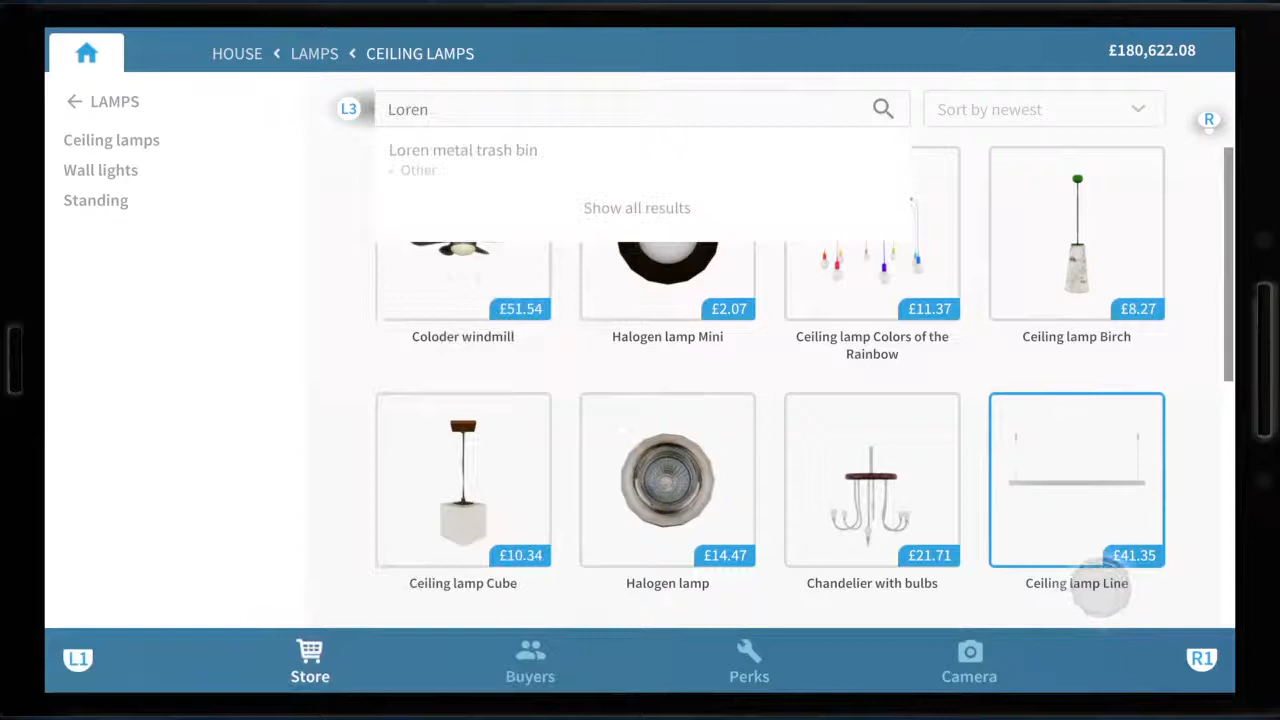 HOUSE < LAMPS < CEILING LAMPS
£180,622.08
← LAMPS
Ceiling lamps
Wall lights
Standing
L3
Loren
Sort by newest
R
Loren metal trash bin
• Other
Show all results
£51.54
£2.07
£11.37
£8.27
Coloder windmill
Halogen lamp Mini
Ceiling lamp Colors of the
Rainbow
Ceiling lamp Birch
£10.34
£14.47
£21.71
£41.35
Ceiling lamp Cube
Halogen lamp
Chandelier with bulbs
Ceiling lamp Line
L1
Store
Buyers
Perks
Camera
R1